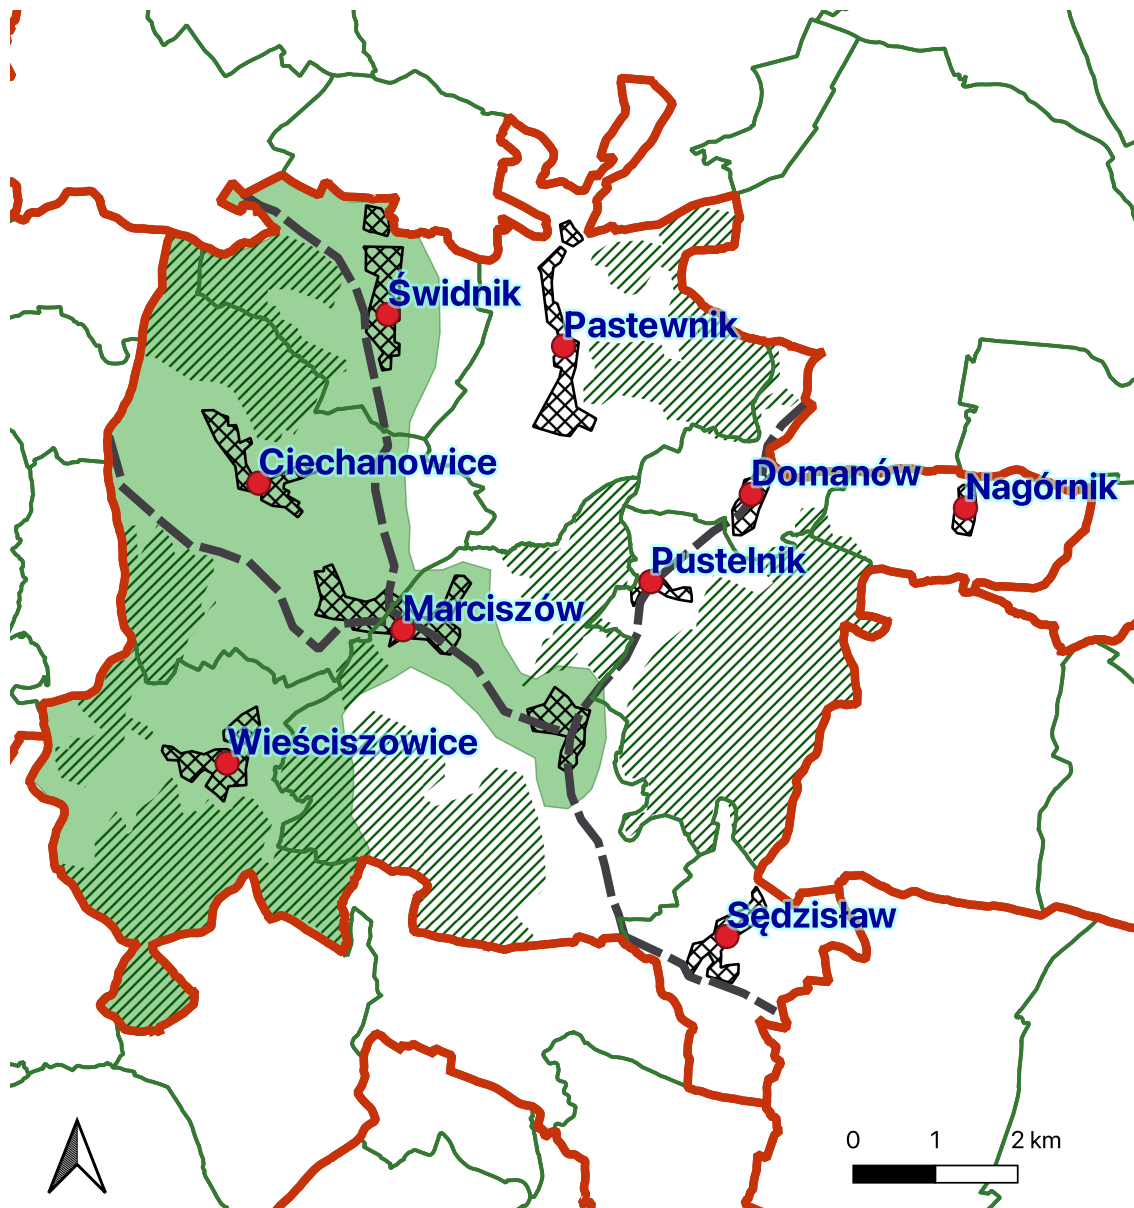 Świdnik
Pastewnik
Ciechanowice
Domanów
Nagórnik
Pustelnik
Marciszów
Wieściszowice
Sędzisław
0 1 2 km